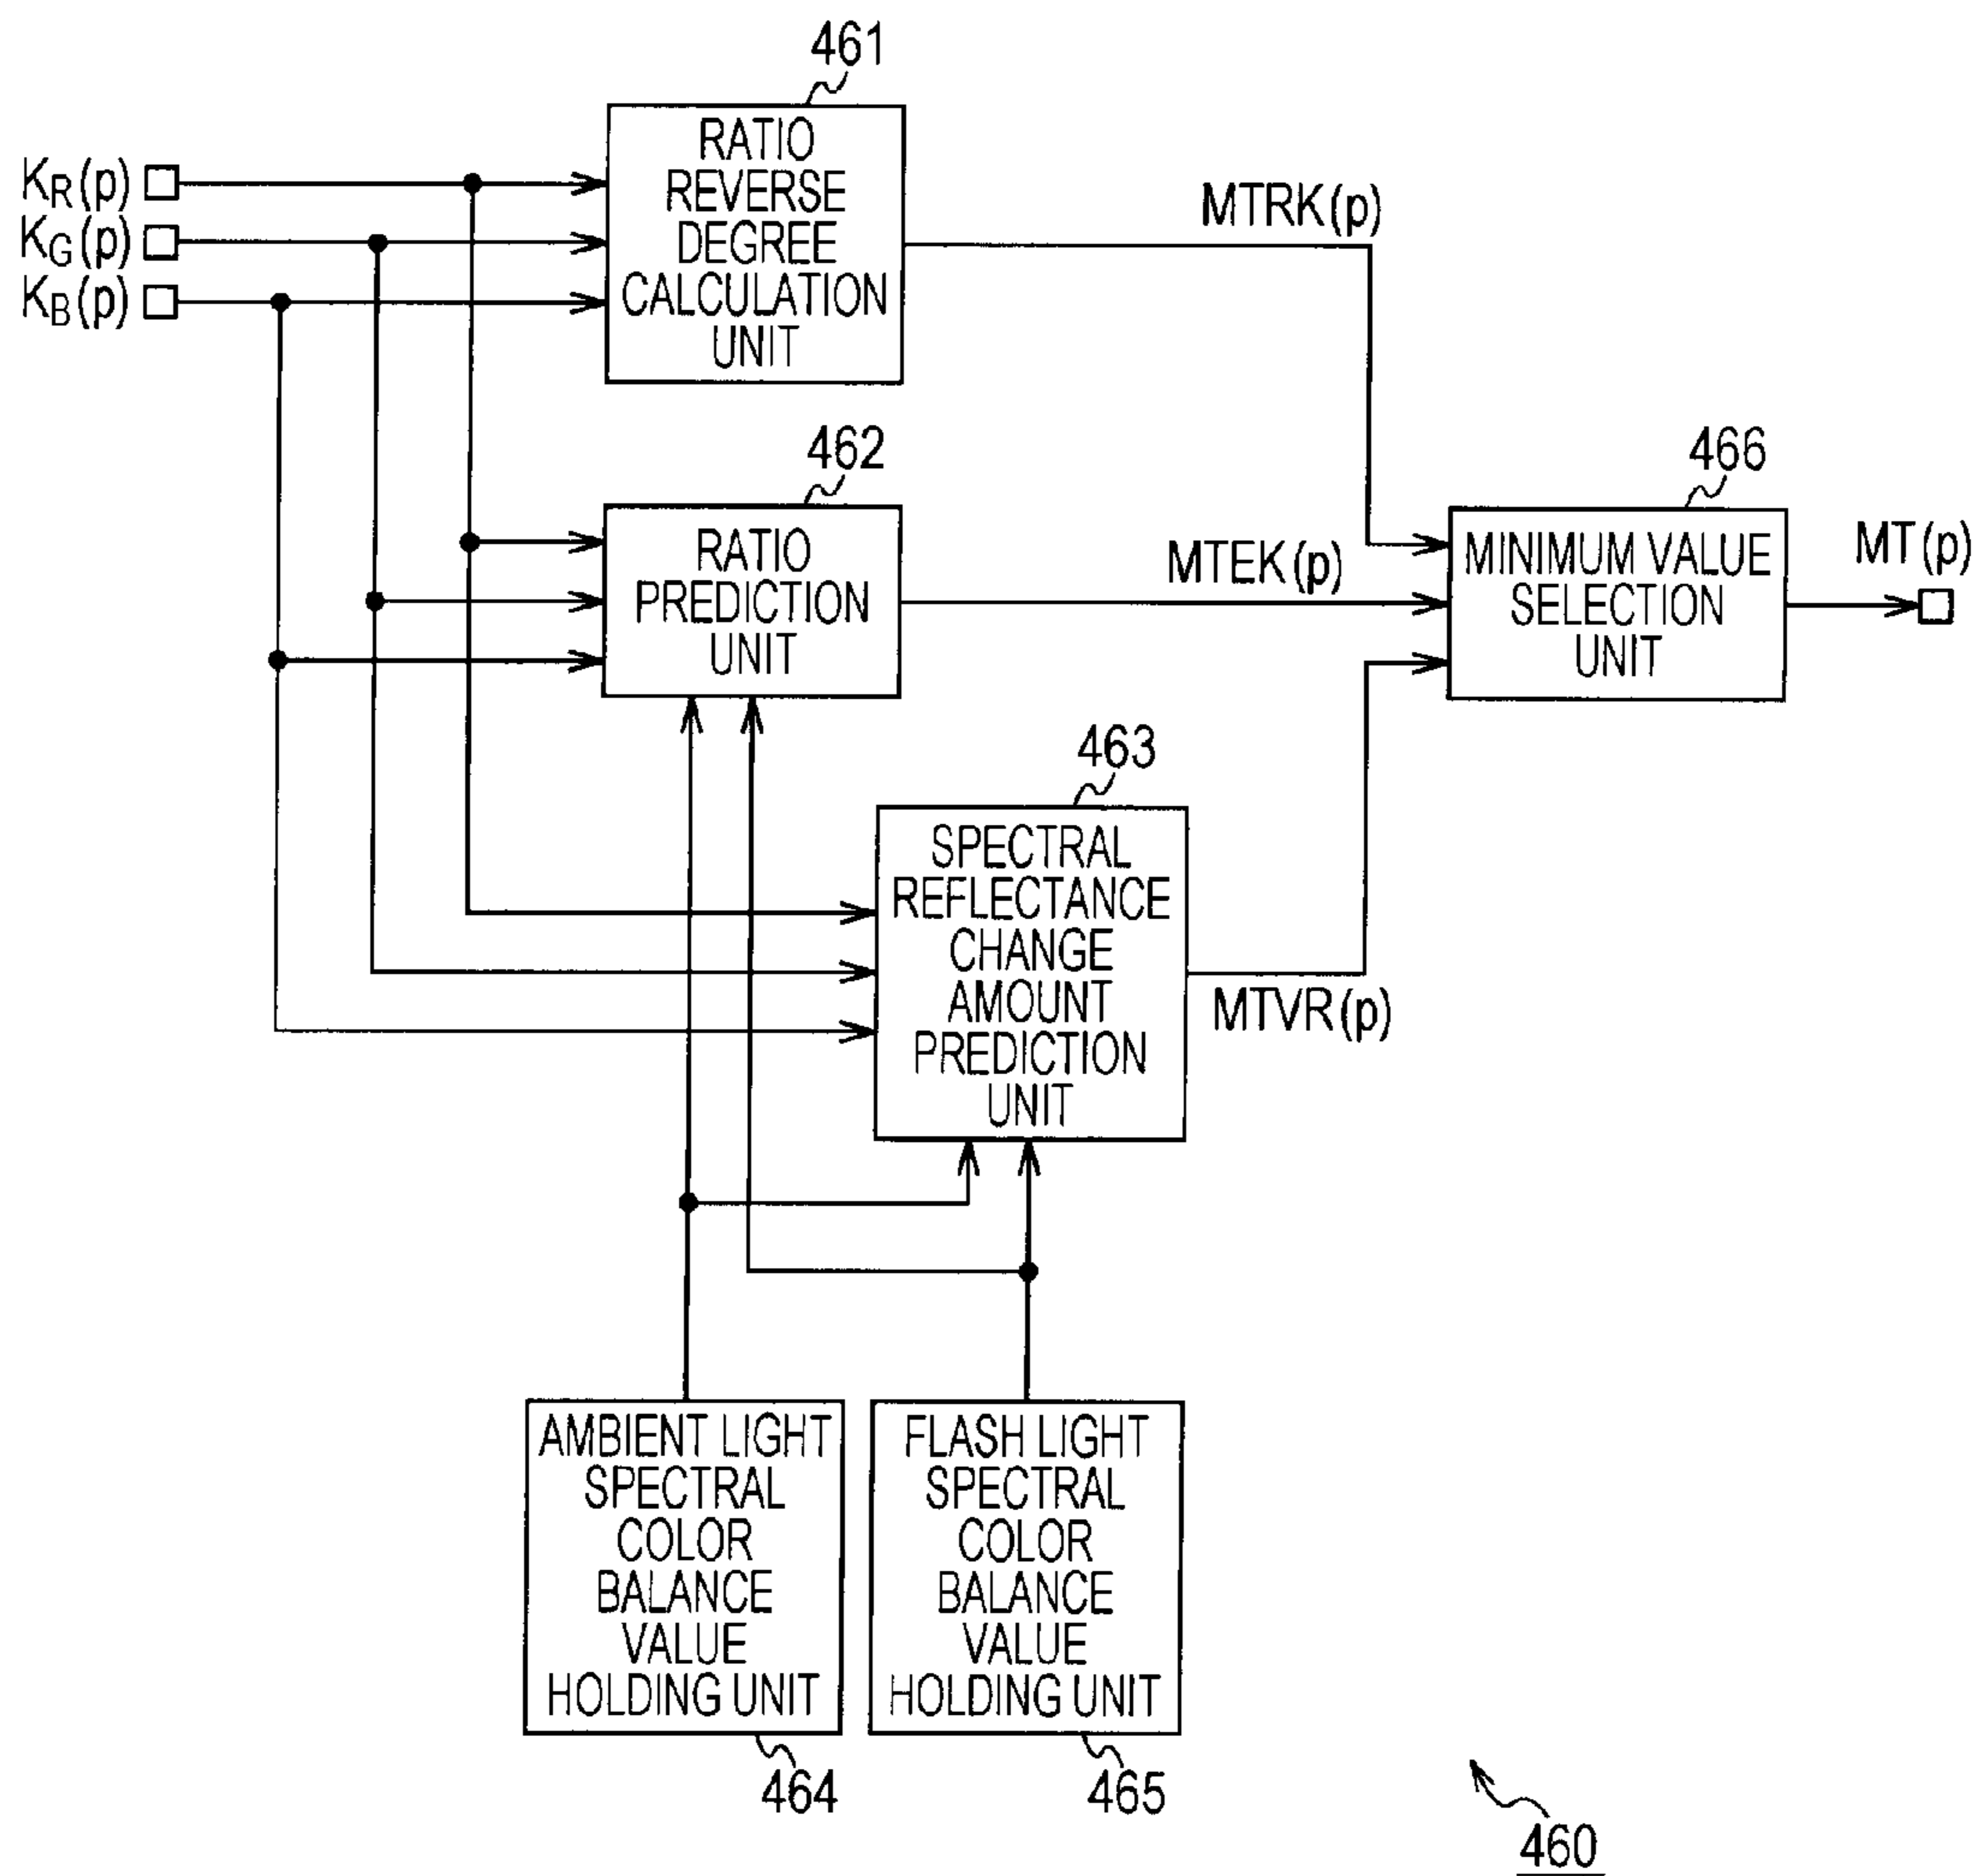 461
RATIO
REVERSE
DEGREE
CALCULATION
UNIT
KR(p)
KG(p)
KB(p)
MTRK(p)
462
RATIO
PREDICTION
UNIT
MTEK(p)
466
MINIMUM VALUE
SELECTION
UNIT
MT(p)
463
SPECTRAL
REFLECTANCE
CHANGE
AMOUNT
PREDICTION
UNIT
MTVR(p)
AMBIENT LIGHT
SPECTRAL
COLOR
BALANCE
VALUE
HOLDING UNIT
464
FLASH LIGHT
SPECTRAL
COLOR
BALANCE
VALUE
HOLDING UNIT
465
460